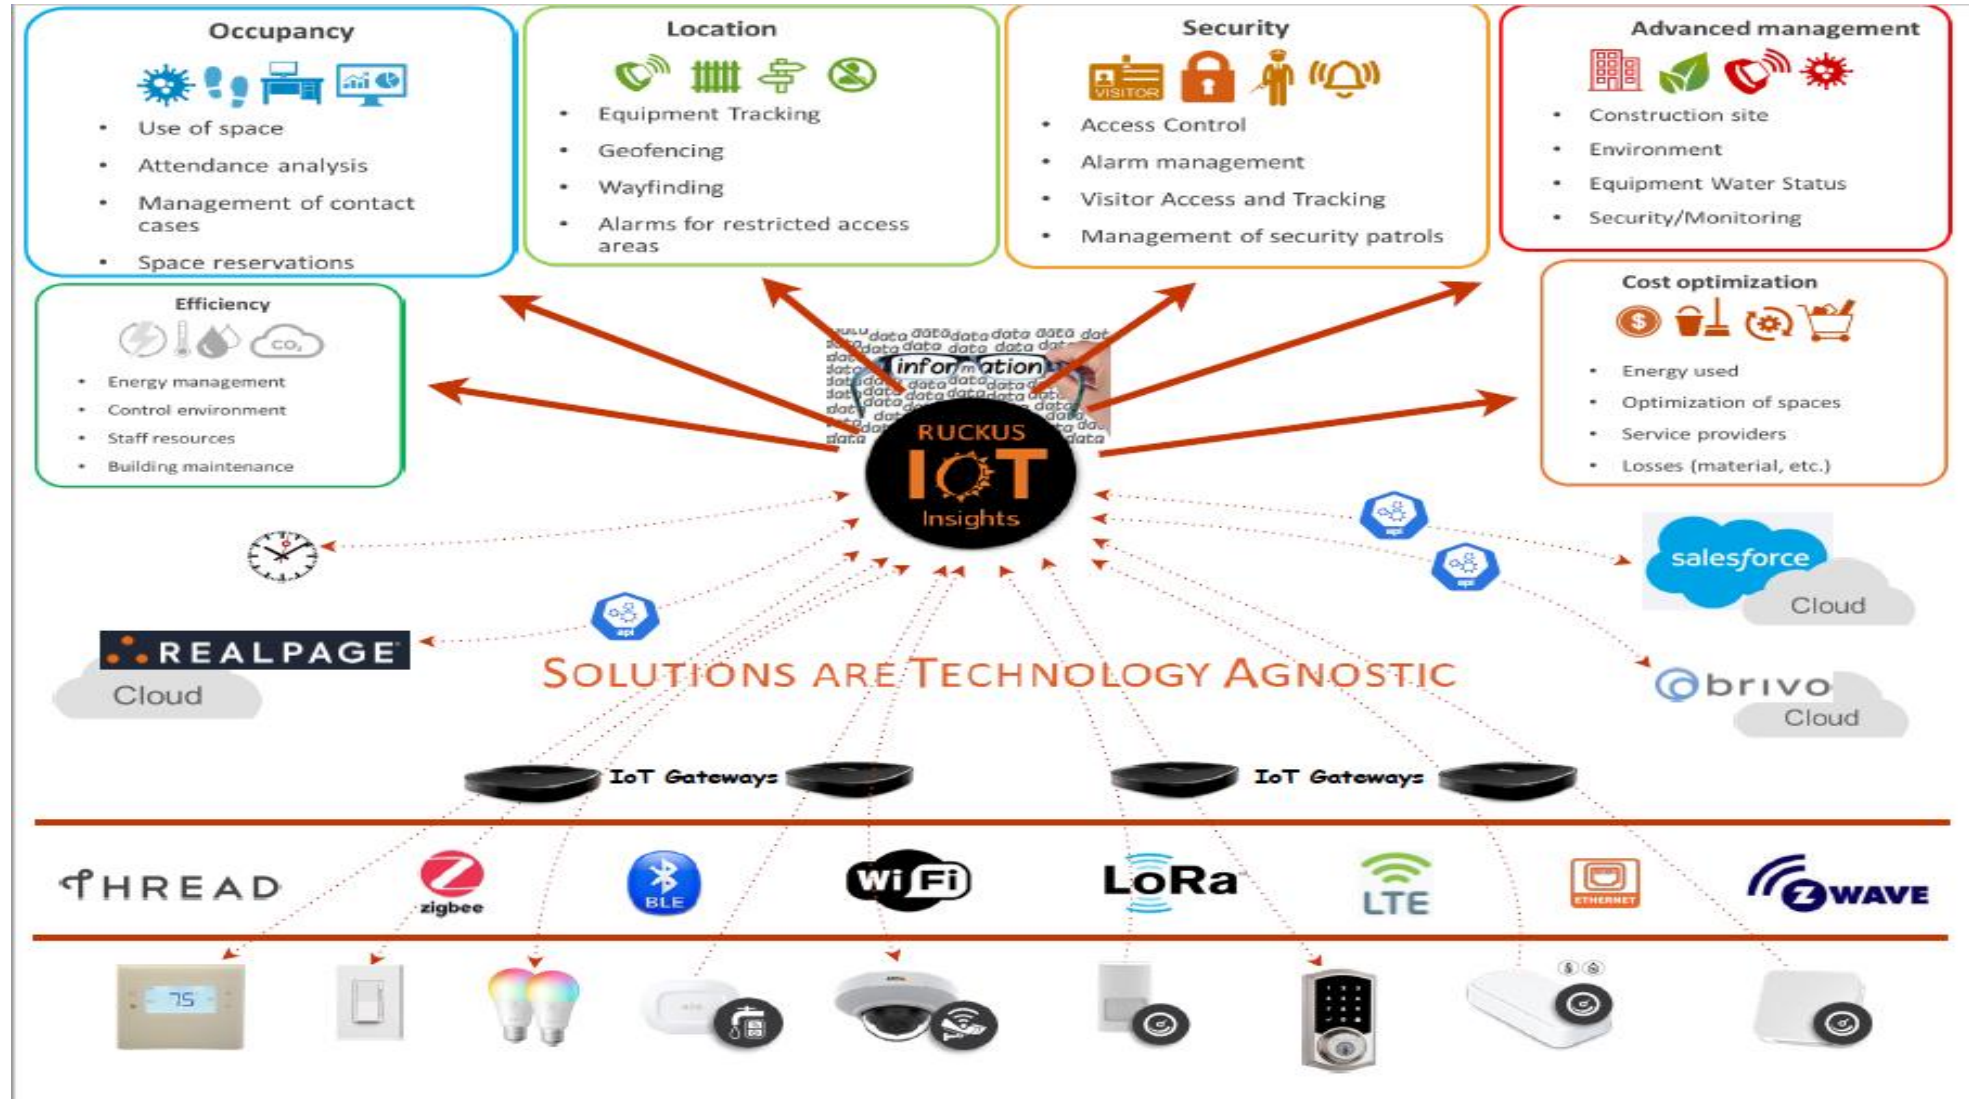 Occupancy
• Use of space
• Attendance analysis
• Management of contact
cases
• Space reservations
Location
• Equipment Tracking
• Geofencing
• Wayfinding
• Alarms for restricted access
areas
Security
VISITOR
• Access Control
• Alarm management
• Visitor Access and Tracking
• Management of security patrols
Advanced management
• Construction site
• Environment
• Equipment Water Status
• Security/Monitoring
Efficiency
CO₂
• Energy management
• Control environment
• Staff resources
• Building maintenance
Cost optimization
$
• Energy used
• Optimization of spaces
• Service providers
• Losses (material, etc.)
information
RUCKUS
IOT
Insights
api
api
api
salesforce
Cloud
REALPAGE
Cloud
brivo
Cloud
SOLUTIONS ARE TECHNOLOGY AGNOSTIC
IoT Gateways
IoT Gateways
THREAD
zigbee
BLE
WiFi
LoRa
LTE
ETHERNET
Z WAVE
75